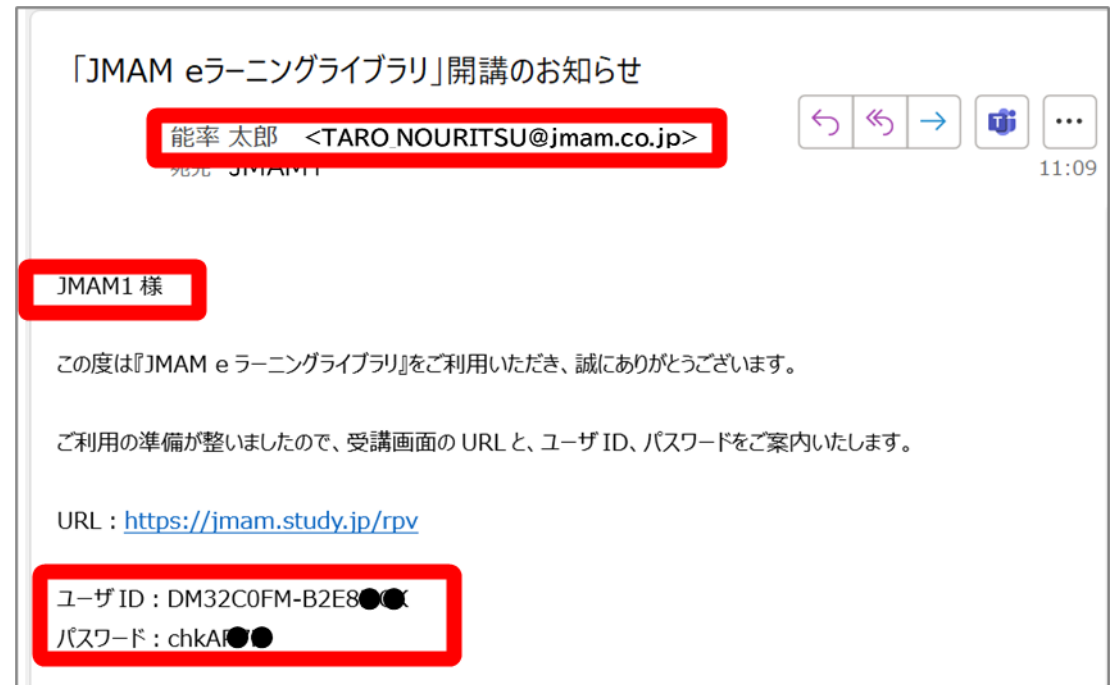 「JMAM eラーニングライブラリ」開講のお知らせ
能率 太郎 <TARO_NOURITSU@jmam.co.jp>
宛先 JMAM1
11:09
JMAM1 様
この度は『JMAM e ラーニングライブラリ』をご利用いただき、誠にありがとうございます。
ご利用の準備が整いましたので、受講画面の URL と、ユーザ ID、パスワードをご案内いたします。
URL：https://jmam.study.jp/rpv
ユーザ ID：DM32C0FM-B2E8
パスワード：chkA